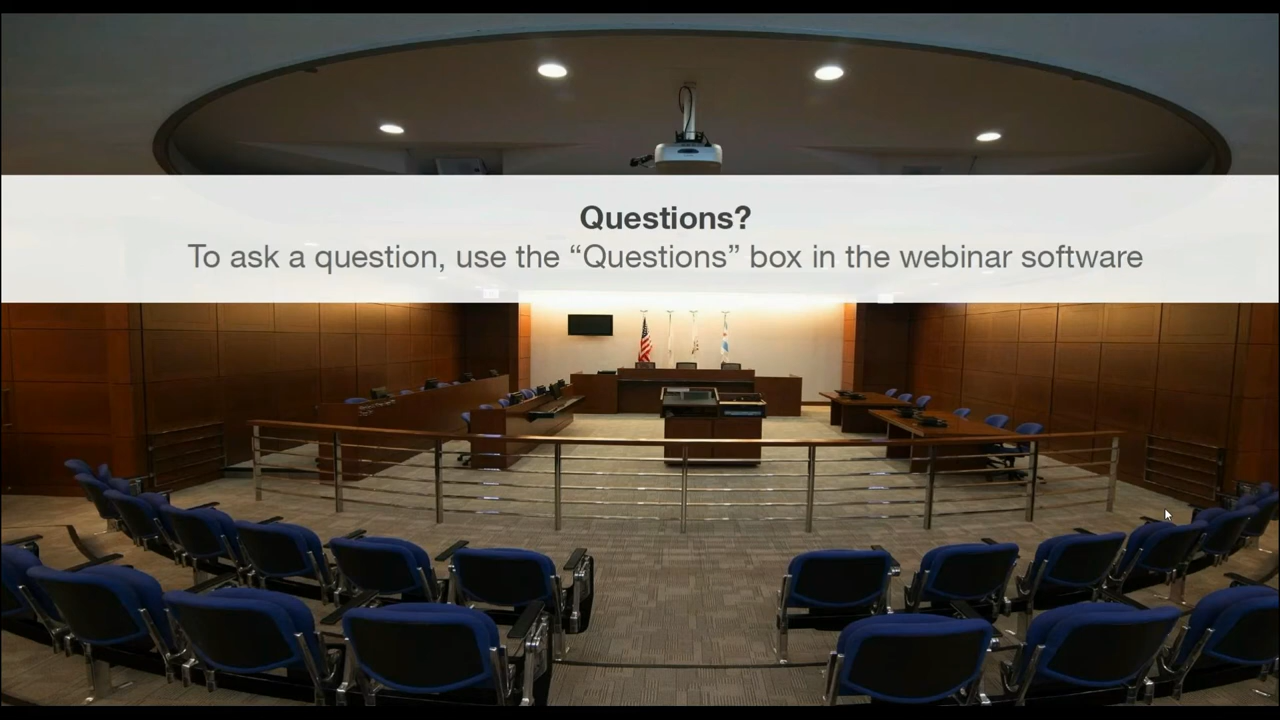 Questions?
To ask a question, use the “Questions” box in the webinar software